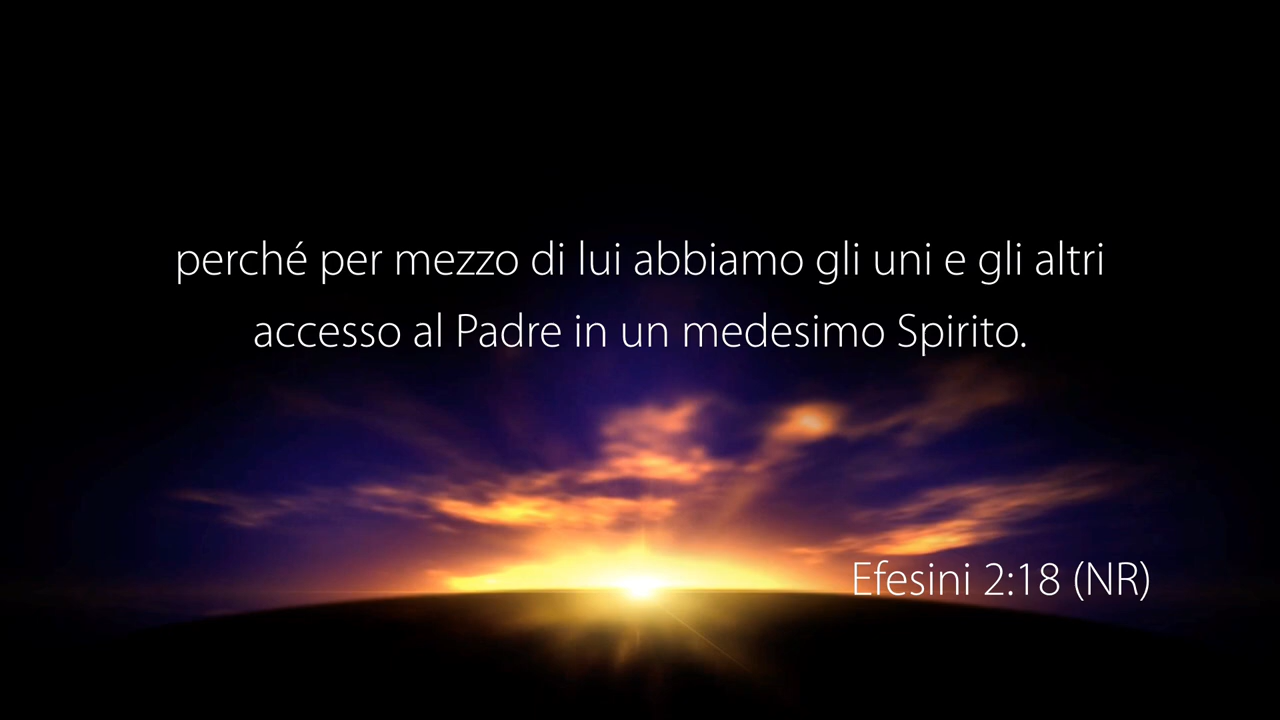 perché per mezzo di lui abbiamo gli uni e gli altri
accesso al Padre in un medesimo Spirito.
Efesini 2:18 (NR)